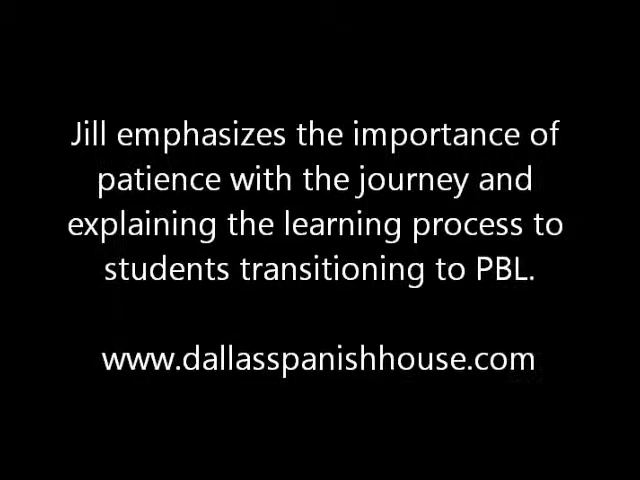 Jill emphasizes the importance of
patience with the journey and
explaining the learning process to
students transitioning to PBL.
www.dallasspanishhouse.com